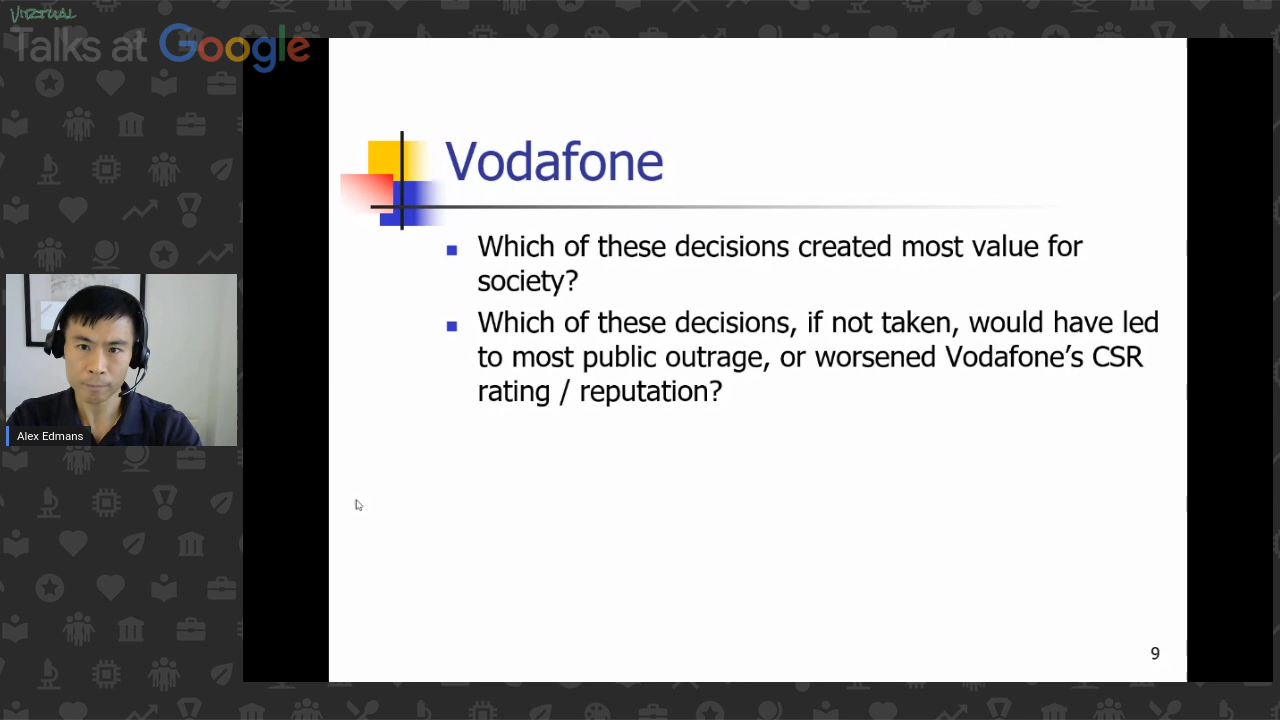 VIRTUAL
Talks at Google
Vodafone
Which of these decisions created most value for
society?
Which of these decisions, if not taken, would have led
to most public outrage, or worsened Vodafone's CSR
rating / reputation?
Alex Edmans
9